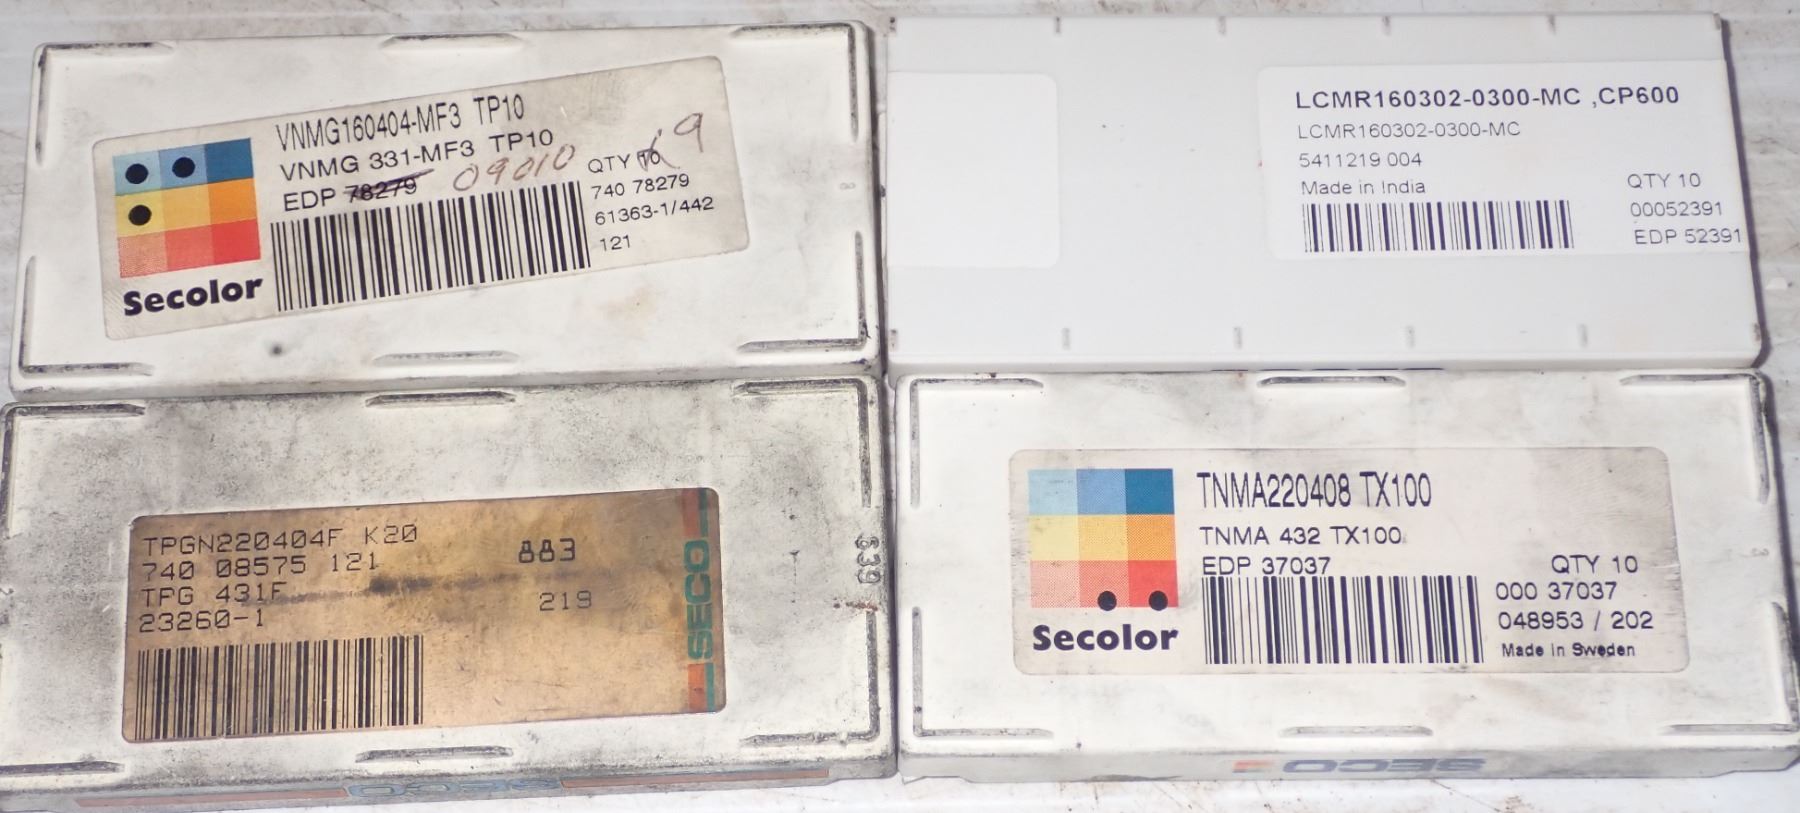 VNMG160404-MF3 TP10
VNMG 331-MF3 TP10
EDP 78279 09010
QTY 10 9
740 78279
61363-1/442
121
Secolor
LCMR160302-0300-MC ,CP600
LCMR160302-0300-MC
5411219 004
Made in India
QTY 10
00052391
EDP 52391
TPGN220404F K20
740 08575 121
TPG 431F
23260-1
883
219
SECO
339
SECO
TNMA220408 TX100
TNMA 432 TX100
EDP 37037
QTY 10
000 37037
048953 / 202
Made in Sweden
Secolor
SECO